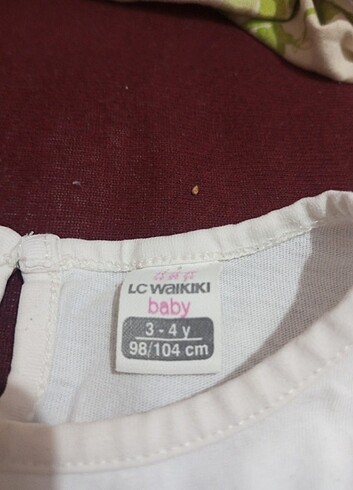 LC WAIKIKI
baby
3 - 4 y
98/104 cm